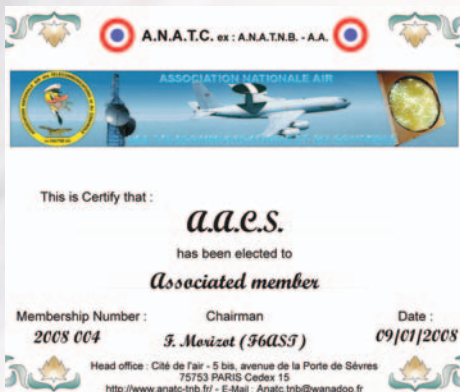 A.N.A.T.C. ex : A.N.A.T.N.B. - A.A.
ASSOCIATION NATIONALE AIR
This is Certify that :
A.A.C.S.
has been elected to
Associated member
Membership Number :
Chairman
Date :
2008 004
F. Morizot (F6AST)
09/01/2008
Head office : Cité de l'air - 5 bis, avenue de la Porte de Sèvres
75753 PARIS Cedex 15
http://www.anatc-tnb.fr/ - E-Mail : Anatc.tnb@wanadoo.fr